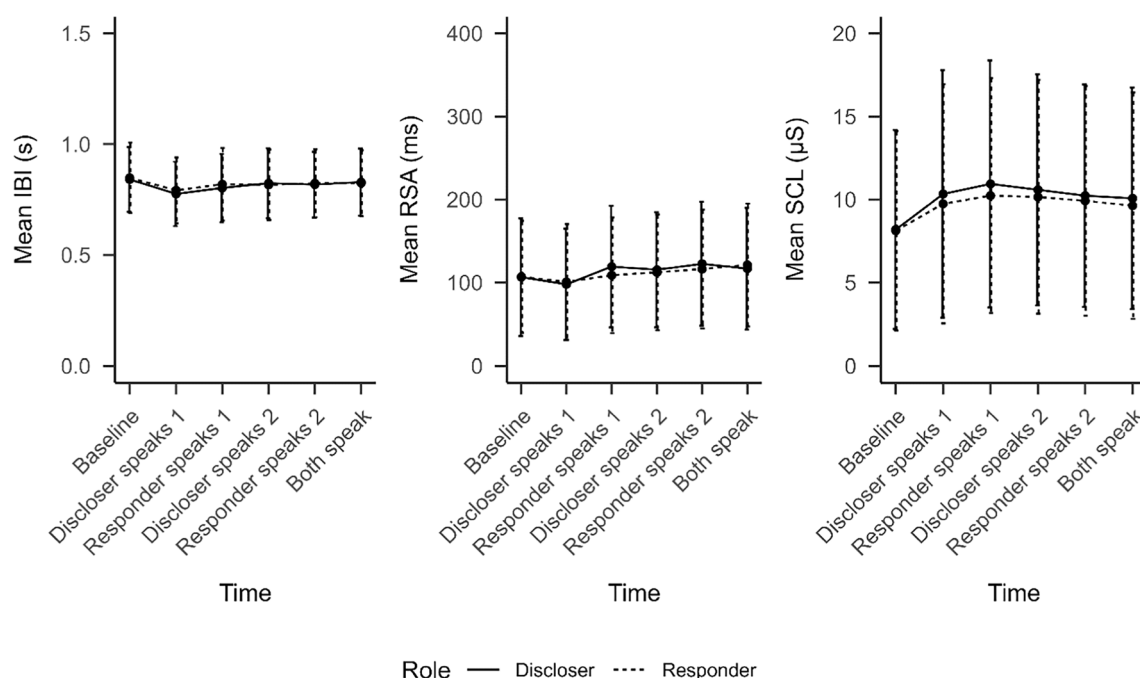 Mean IBI (s)
1.5
1.0
0.5
0.0
Baseline
Discloser speaks 1
Responder speaks 1
Discloser speaks 2
Responder speaks 2
Both speak
Time
Mean RSA (ms)
400
300
200
100
0
Baseline
Discloser speaks 1
Responder speaks 1
Discloser speaks 2
Responder speaks 2
Both speak
Time
Mean SCL (µS)
20
15
10
5
0
Baseline
Discloser speaks 1
Responder speaks 1
Discloser speaks 2
Responder speaks 2
Both speak
Time
Role Discloser Responder